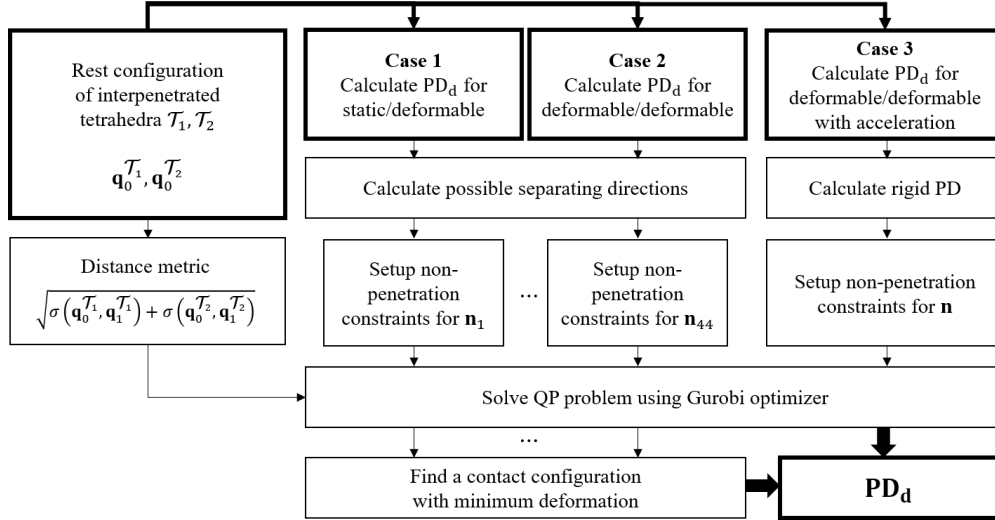 Rest configuration
of interpenetrated
tetrahedra 𝒯₁, 𝒯₂
𝐪₀^𝒯₁, 𝐪₀^𝒯₂
Case 1
Calculate PD_d for
static/deformable
Case 2
Calculate PD_d for
deformable/deformable
Case 3
Calculate PD_d for
deformable/deformable
with acceleration
Calculate possible separating directions
Calculate rigid PD
Distance metric
√(σ(𝐪₀^𝒯₁, 𝐪₁^𝒯₁) + σ(𝐪₀^𝒯₂, 𝐪₁^𝒯₂))
Setup non-
penetration
constraints for 𝐧₁
...
Setup non-
penetration
constraints for 𝐧₄₄
Setup non-penetration
constraints for 𝐧
Solve QP problem using Gurobi optimizer
...
Find a contact configuration
with minimum deformation
PD_d